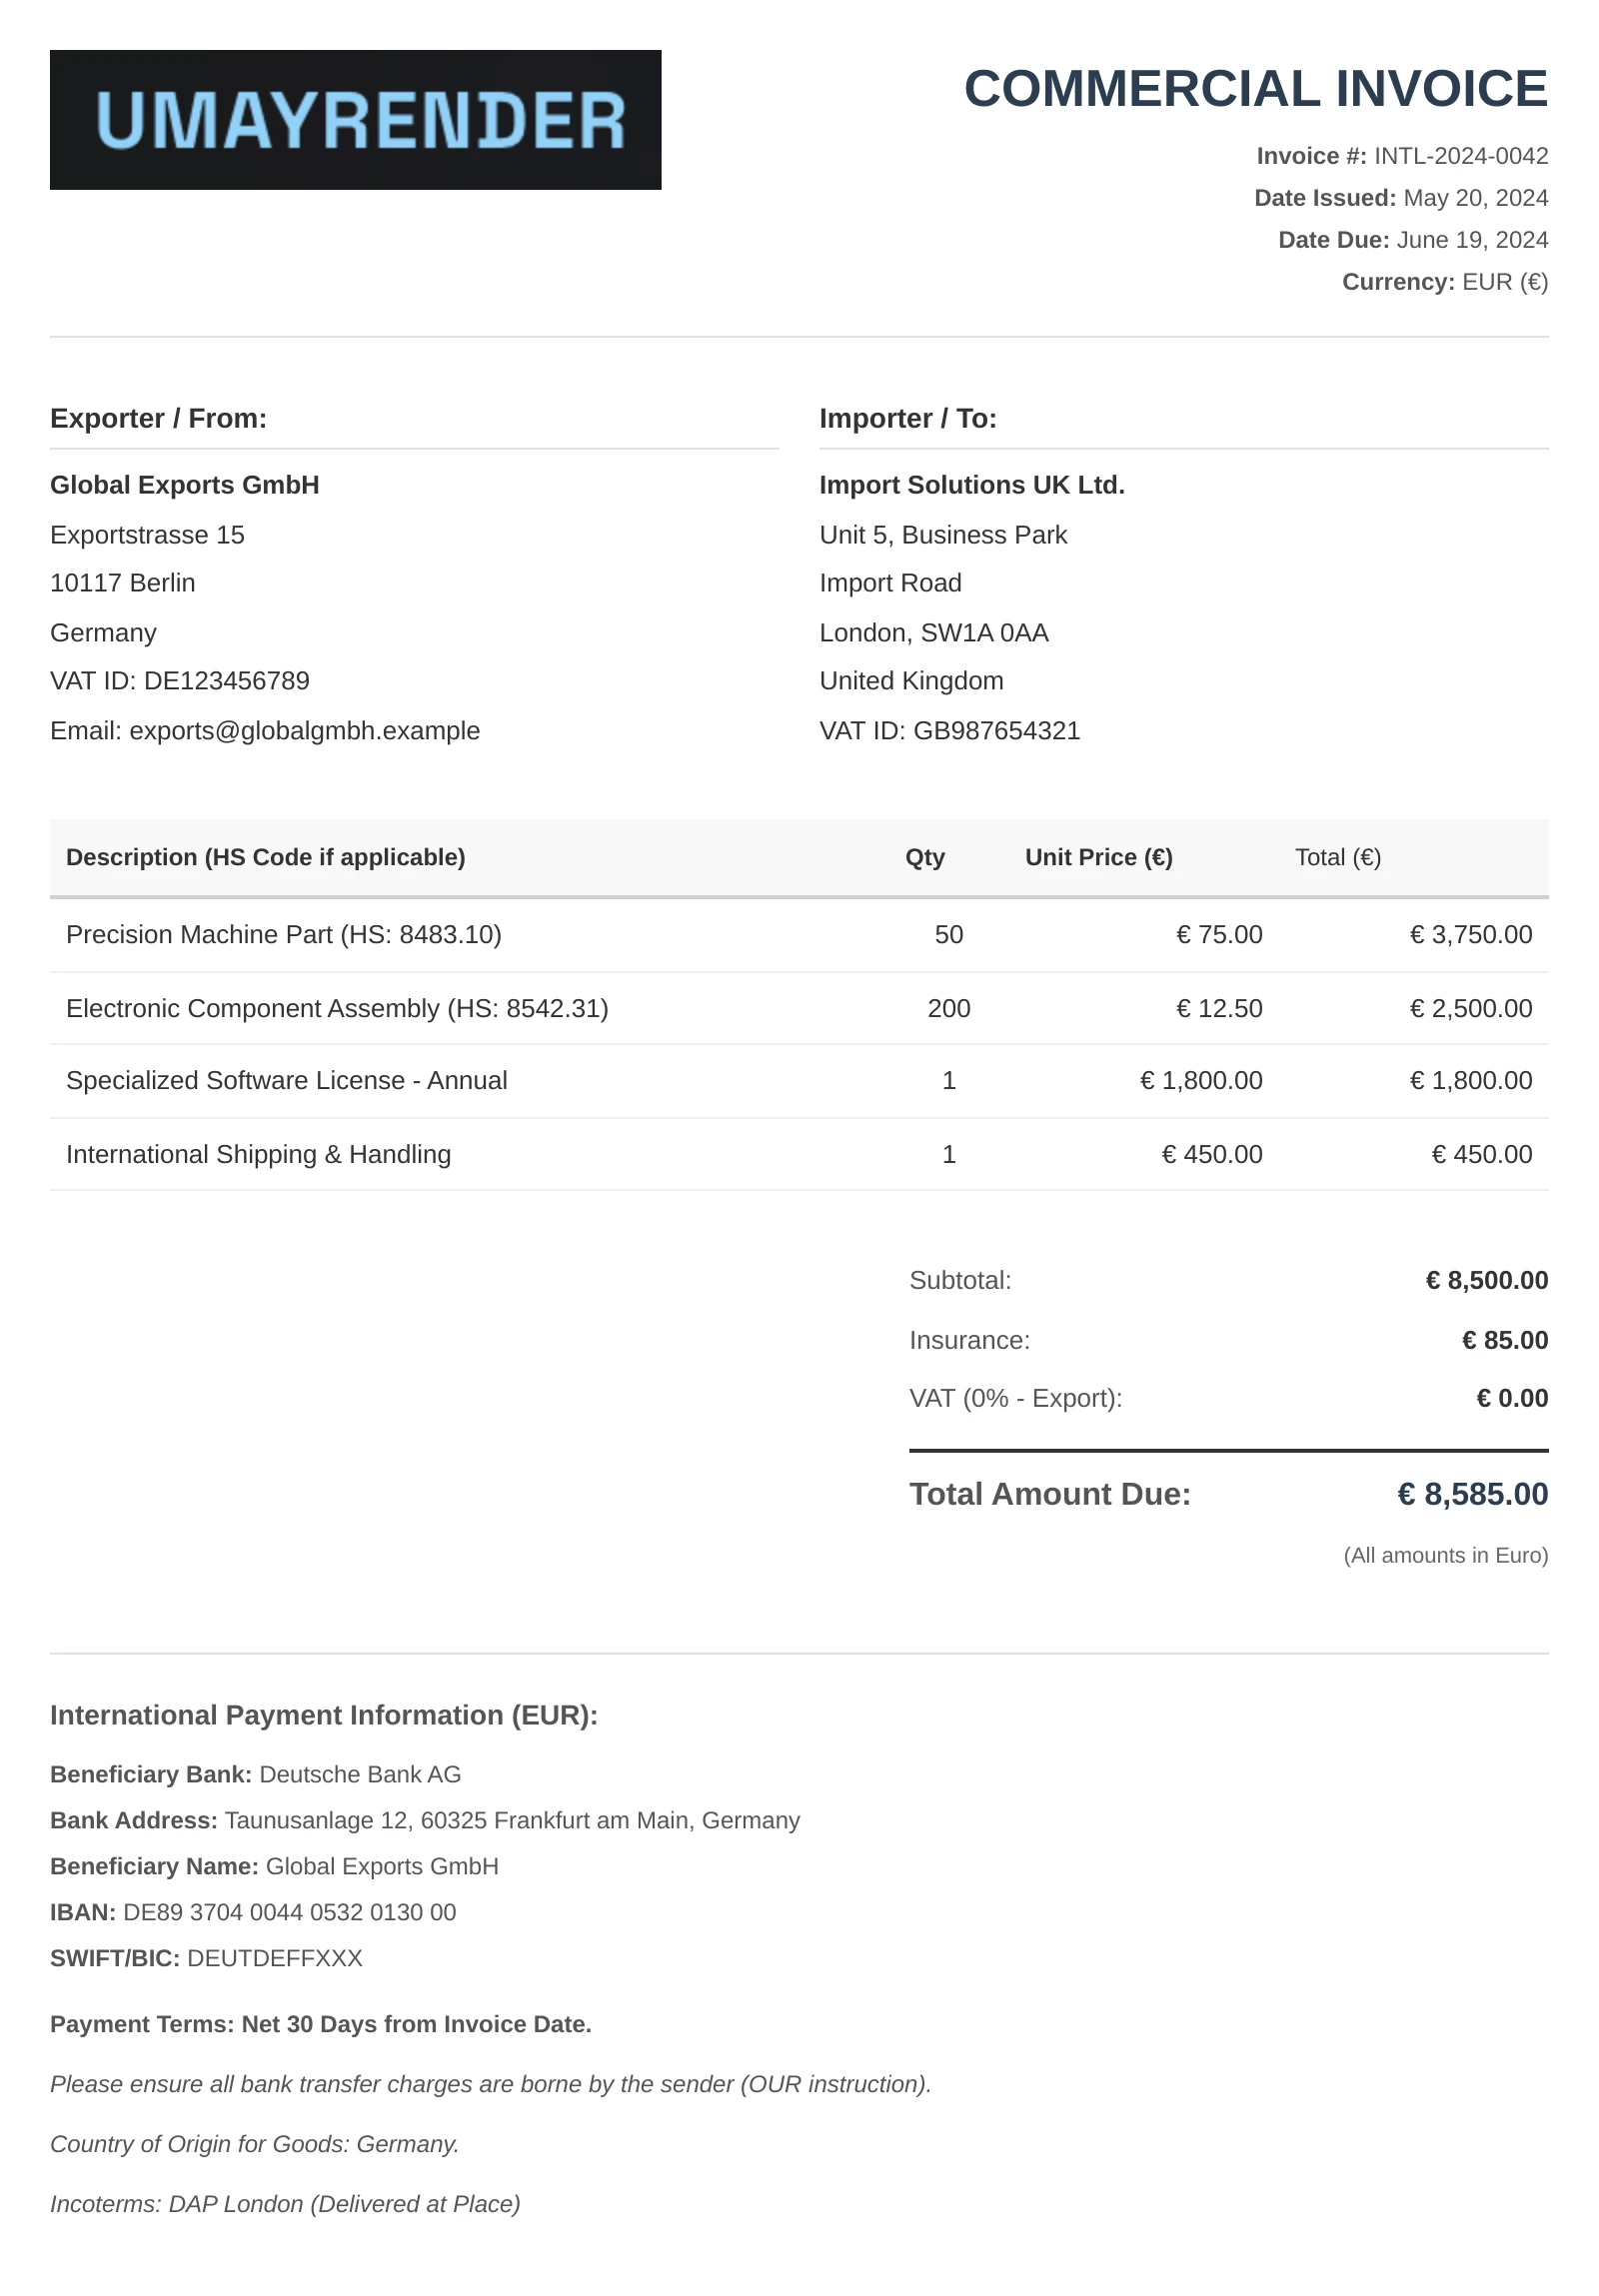 UMAYRENDER
COMMERCIAL INVOICE
Invoice #: INTL-2024-0042
Date Issued: May 20, 2024
Date Due: June 19, 2024
Currency: EUR (€)
Exporter / From:
Global Exports GmbH
Exportstrasse 15
10117 Berlin
Germany
VAT ID: DE123456789
Email: exports@globalgmbh.example
Importer / To:
Import Solutions UK Ltd.
Unit 5, Business Park
Import Road
London, SW1A 0AA
United Kingdom
VAT ID: GB987654321
Description (HS Code if applicable) Qty Unit Price (€) Total (€)
Precision Machine Part (HS: 8483.10) 50 € 75.00 € 3,750.00
Electronic Component Assembly (HS: 8542.31) 200 € 12.50 € 2,500.00
Specialized Software License - Annual 1 € 1,800.00 € 1,800.00
International Shipping & Handling 1 € 450.00 € 450.00
Subtotal: € 8,500.00
Insurance: € 85.00
VAT (0% - Export): € 0.00
Total Amount Due: € 8,585.00
(All amounts in Euro)
International Payment Information (EUR):
Beneficiary Bank: Deutsche Bank AG
Bank Address: Taunusanlage 12, 60325 Frankfurt am Main, Germany
Beneficiary Name: Global Exports GmbH
IBAN: DE89 3704 0044 0532 0130 00
SWIFT/BIC: DEUTDEFFXXX
Payment Terms: Net 30 Days from Invoice Date.
Please ensure all bank transfer charges are borne by the sender (OUR instruction).
Country of Origin for Goods: Germany.
Incoterms: DAP London (Delivered at Place)